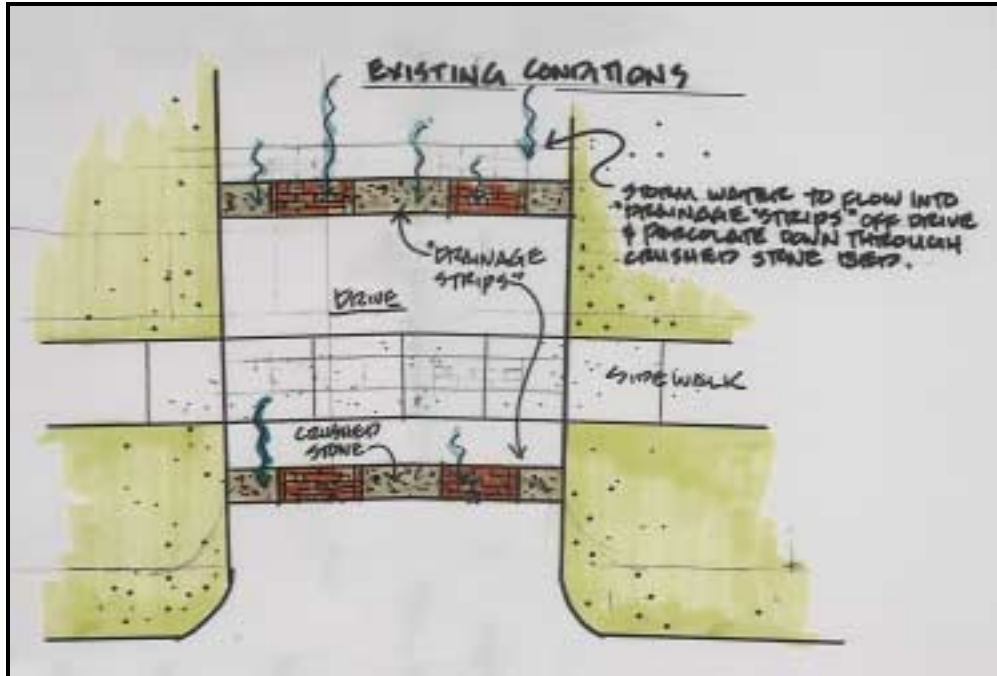 EXISTING CONDITIONS
STORM WATER TO FLOW INTO
"DRAINAGE "STRIPS" OFF DRIVE
& PERCOLATE DOWN THROUGH
CRUSHED STONE BED.
"DRAINAGE
STRIPS"
DRIVE
SIDEWALK
CRUSHED
STONE